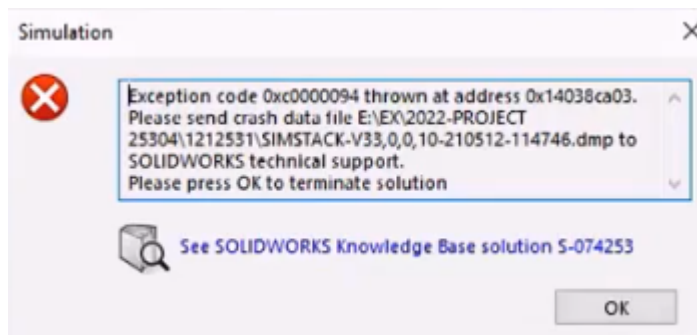 Simulation
Exception code 0xc0000094 thrown at address 0x14038ca03.
Please send crash data file E:\EX\2022-PROJECT
25304\1212531\SIMSTACK-V33,0,0,10-210512-114746.dmp to
SOLIDWORKS technical support.
Please press OK to terminate solution
See SOLIDWORKS Knowledge Base solution S-074253
OK